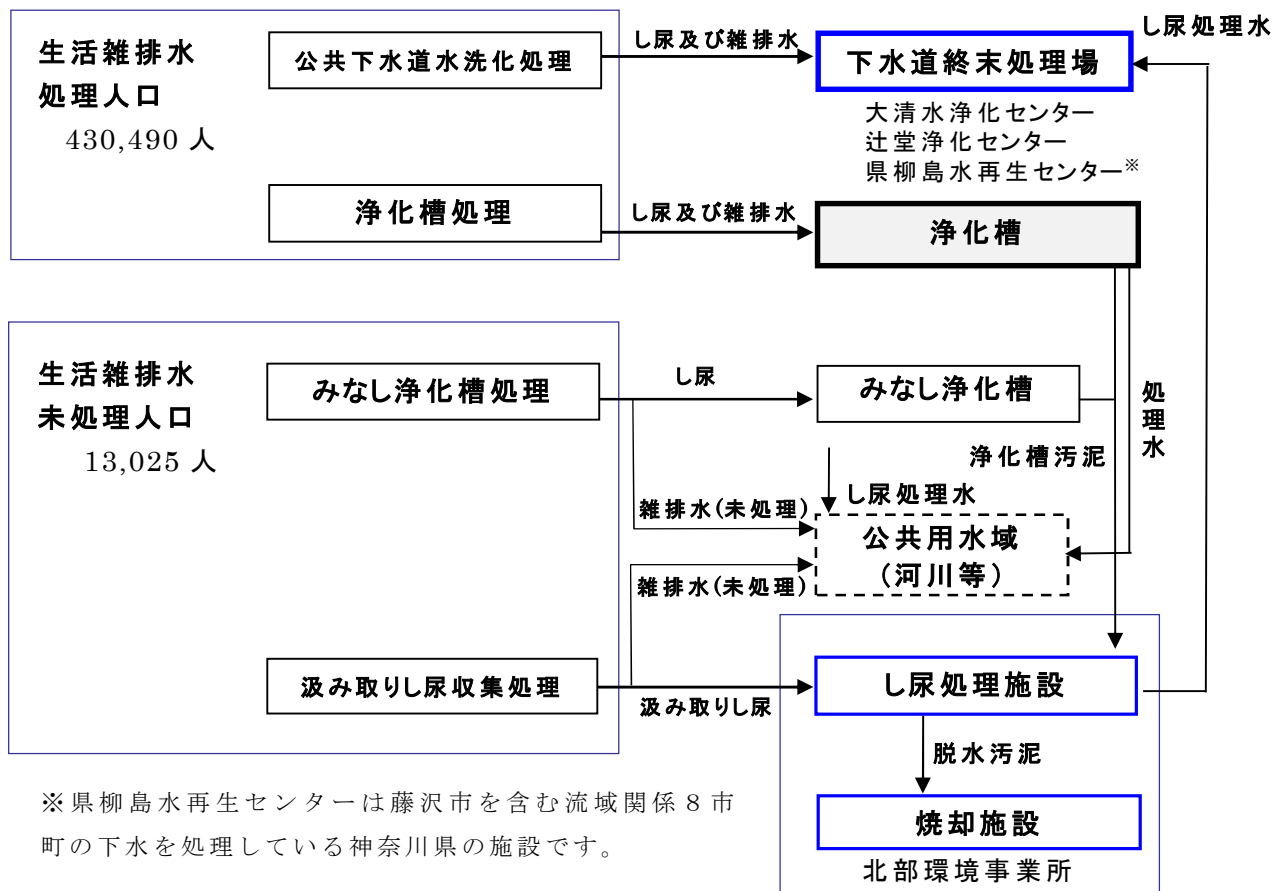 生活雑排水
処理人口
430,490 人
公共下水道水洗化処理
し尿及び雑排水
下水道終末処理場
し尿処理水
大清水浄化センター
辻堂浄化センター
県柳島水再生センター※
浄化槽処理
し尿及び雑排水
浄化槽
生活雑排水
未処理人口
13,025 人
みなし浄化槽処理
し尿
みなし浄化槽
処理水
浄化槽汚泥
し尿処理水
雑排水(未処理)
公共用水域
(河川等)
雑排水(未処理)
汲み取りし尿収集処理
汲み取りし尿
し尿処理施設
脱水汚泥
焼却施設
北部環境事業所
※県柳島水再生センターは藤沢市を含む流域関係8市
町の下水を処理している神奈川県の施設です。